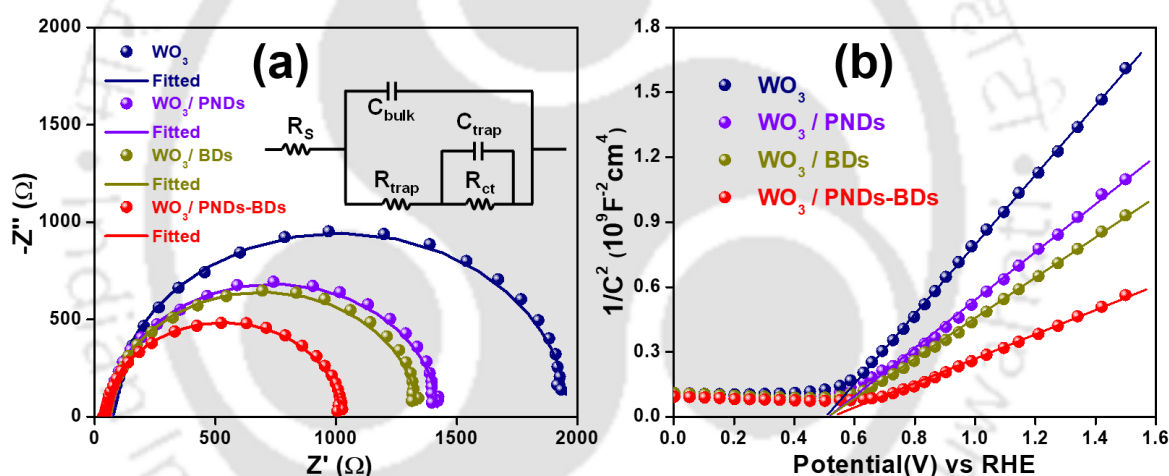 (a)
WO3
Fitted
WO3/ PNDs
Fitted
WO3/ BDs
Fitted
WO3/ PNDs-BDs
Fitted
RS
Cbulk
Ctrap
Rtrap
Rct
-Z'' (Ω)
2000
1500
1000
500
0
0 500 1000 1500 2000
Z' (Ω)
(b)
WO3
WO3 / PNDs
WO3 / BDs
WO3 / PNDs-BDs
1/C2 (109F-2cm4
1.8
1.5
1.2
0.9
0.6
0.3
0.0
0.0 0.2 0.4 0.6 0.8 1.0 1.2 1.4 1.6
Potential(V) vs RHE